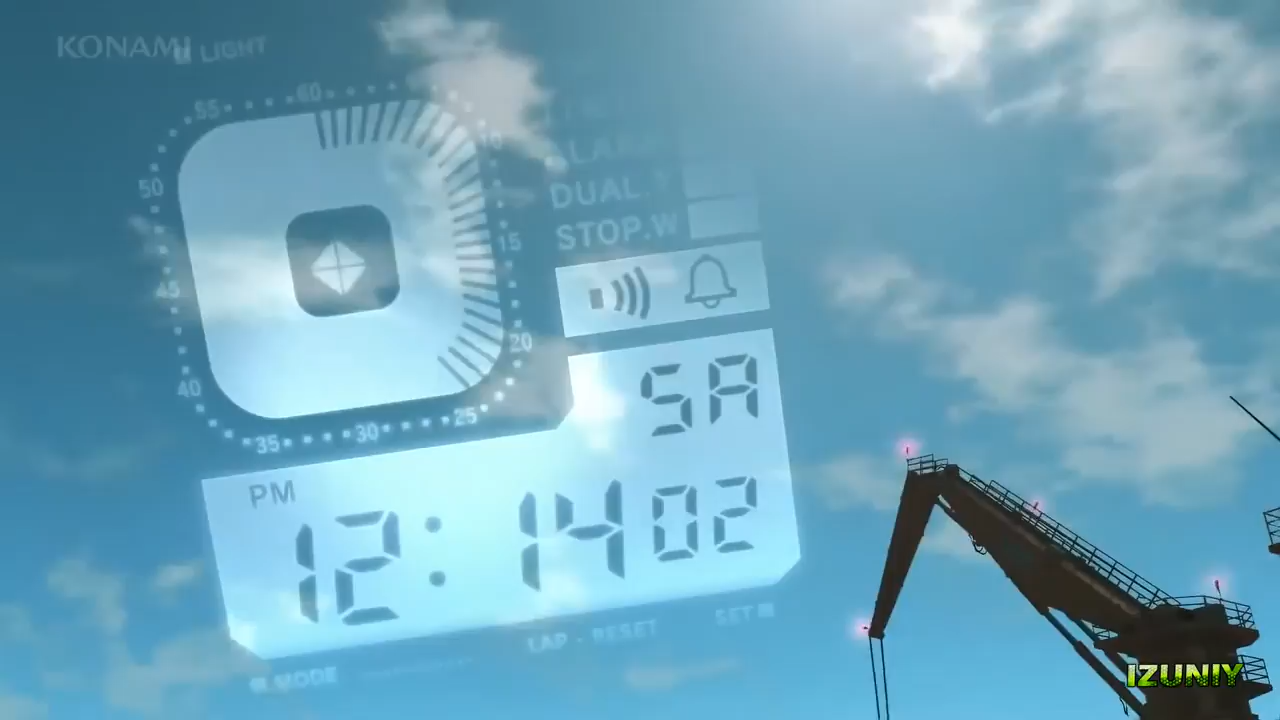 KONAMI
LIGHT
60
55
10
50
DUAL.T
STOP.W
15
45
20
40
25
35
30
SA
PM
12:14 02
LAP - RESET
SET
MODE
IZUNIY